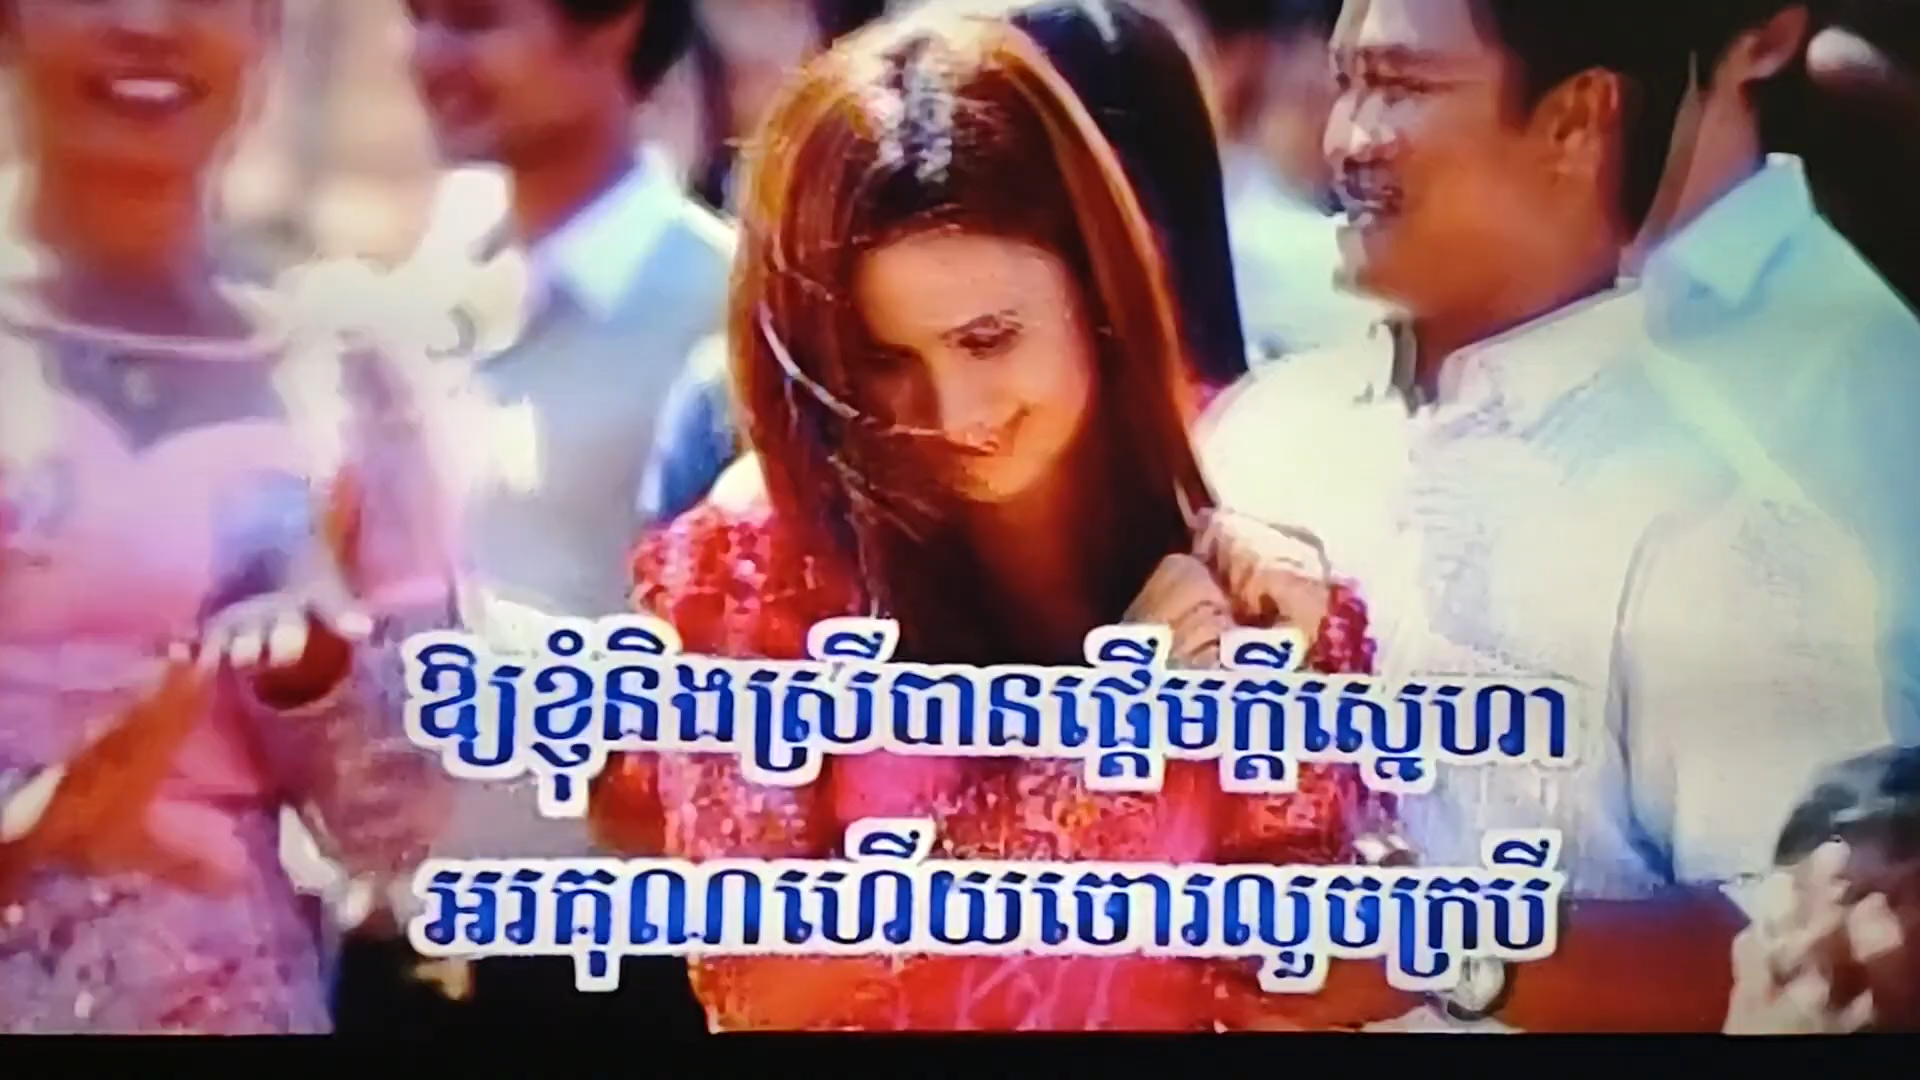 ឱ្យខ្ញុំនិងស្រីបានផ្ដើមក្ដីស្នេហា
អរគុណហើយចោរលួចក្របី